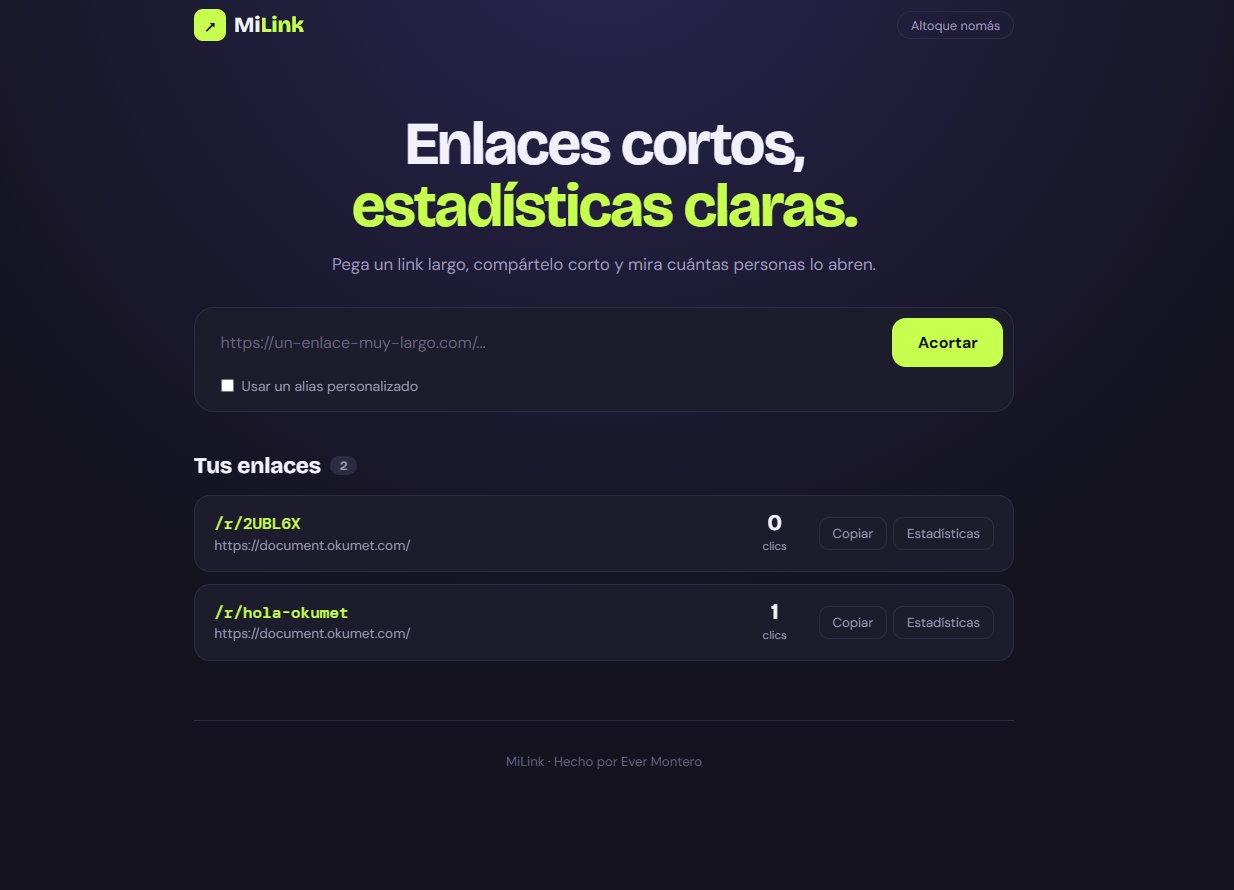 ↗ MiLink
Altoque nomás
Enlaces cortos,
estadísticas claras.
Pega un link largo, compártelo corto y mira cuántas personas lo abren.
https://un-enlace-muy-largo.com/...
Acortar
Usar un alias personalizado
Tus enlaces 2
/r/2UBL6X
https://document.okumet.com/
0
clics
Copiar
Estadísticas
/r/hola-okumet
https://document.okumet.com/
1
clics
Copiar
Estadísticas
MiLink · Hecho por Ever Montero